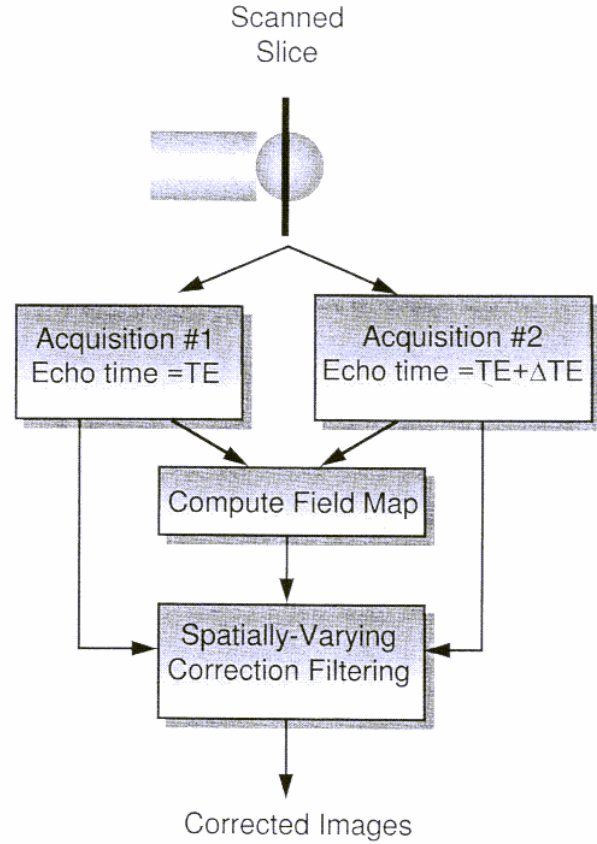 Scanned
Slice
Acquisition #1
Echo time =TE
Acquisition #2
Echo time =TE+ΔTE
Compute Field Map
Spatially-Varying
Correction Filtering
Corrected Images